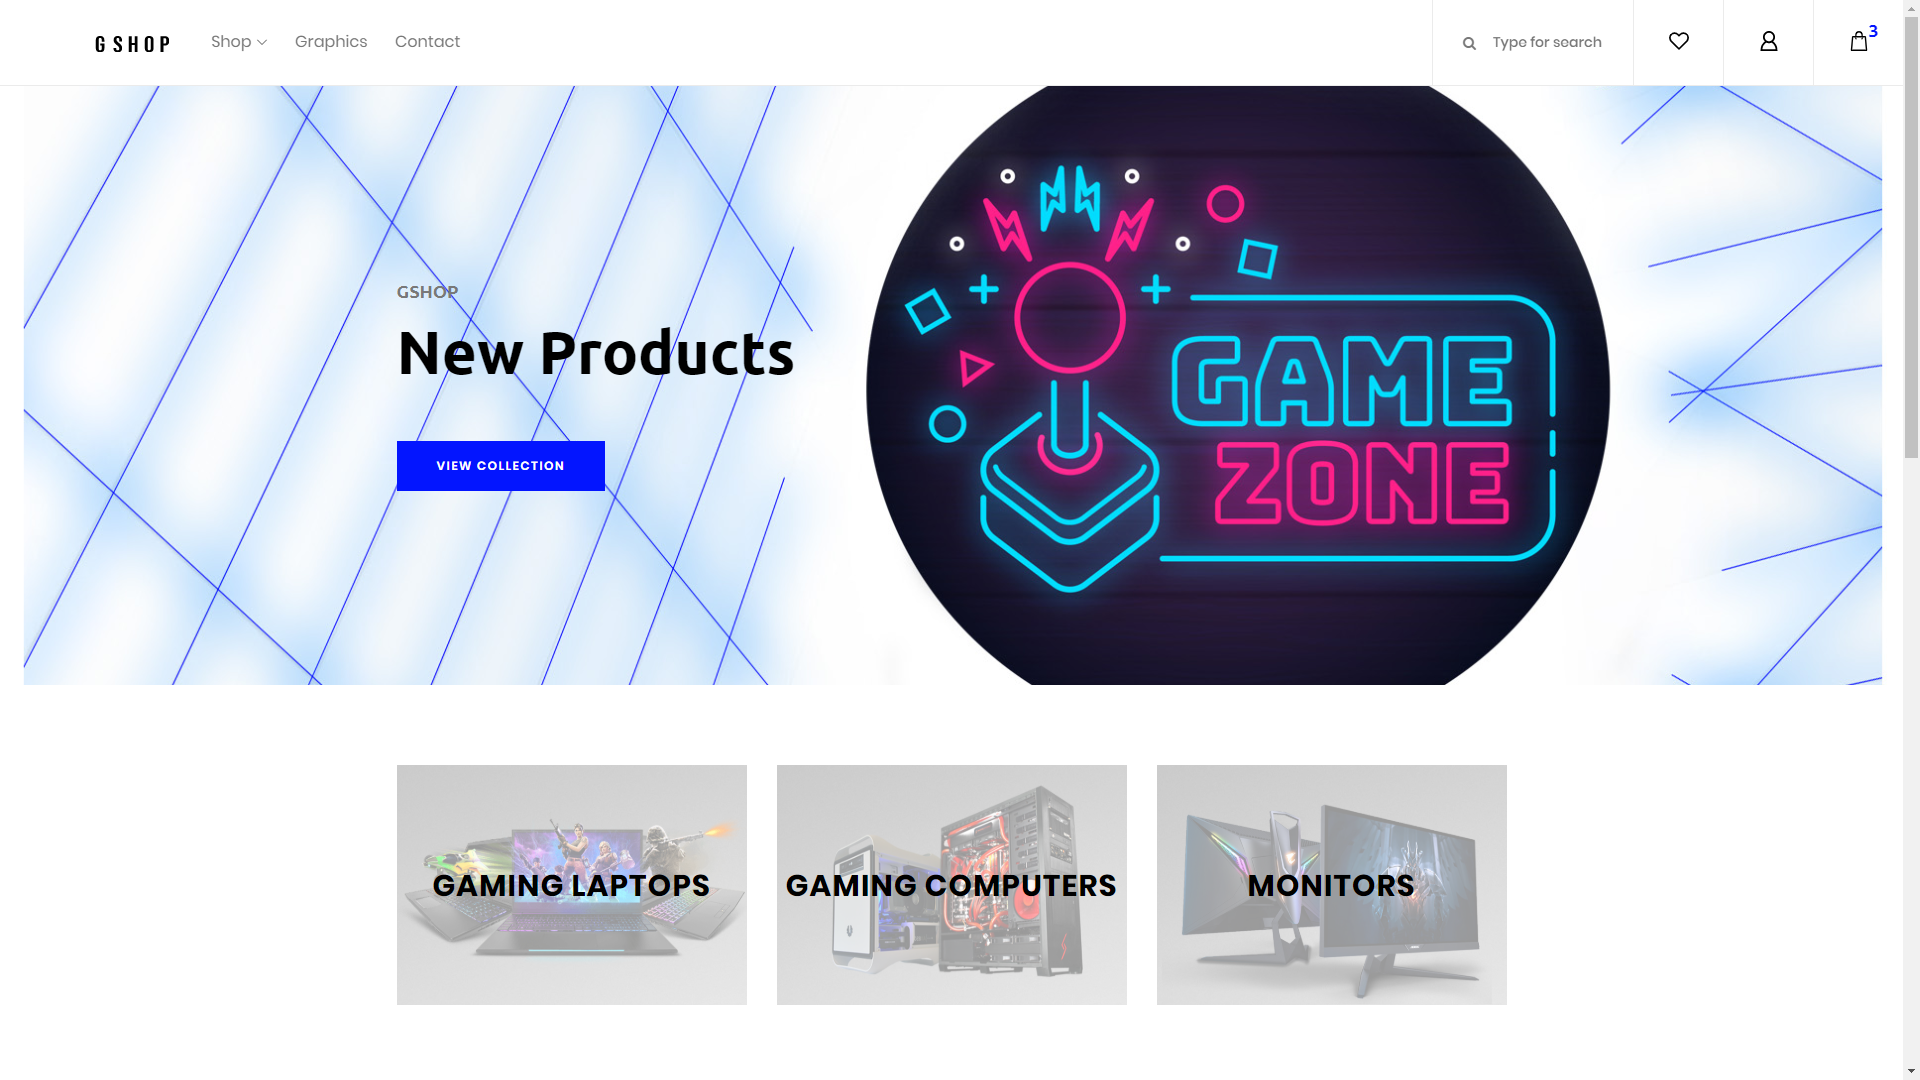 G SHOP
Shop
Graphics
Contact
Type for search
3
GSHOP
New Products
VIEW COLLECTION
GAME
ZONE
GAMING LAPTOPS
GAMING COMPUTERS
MONITORS